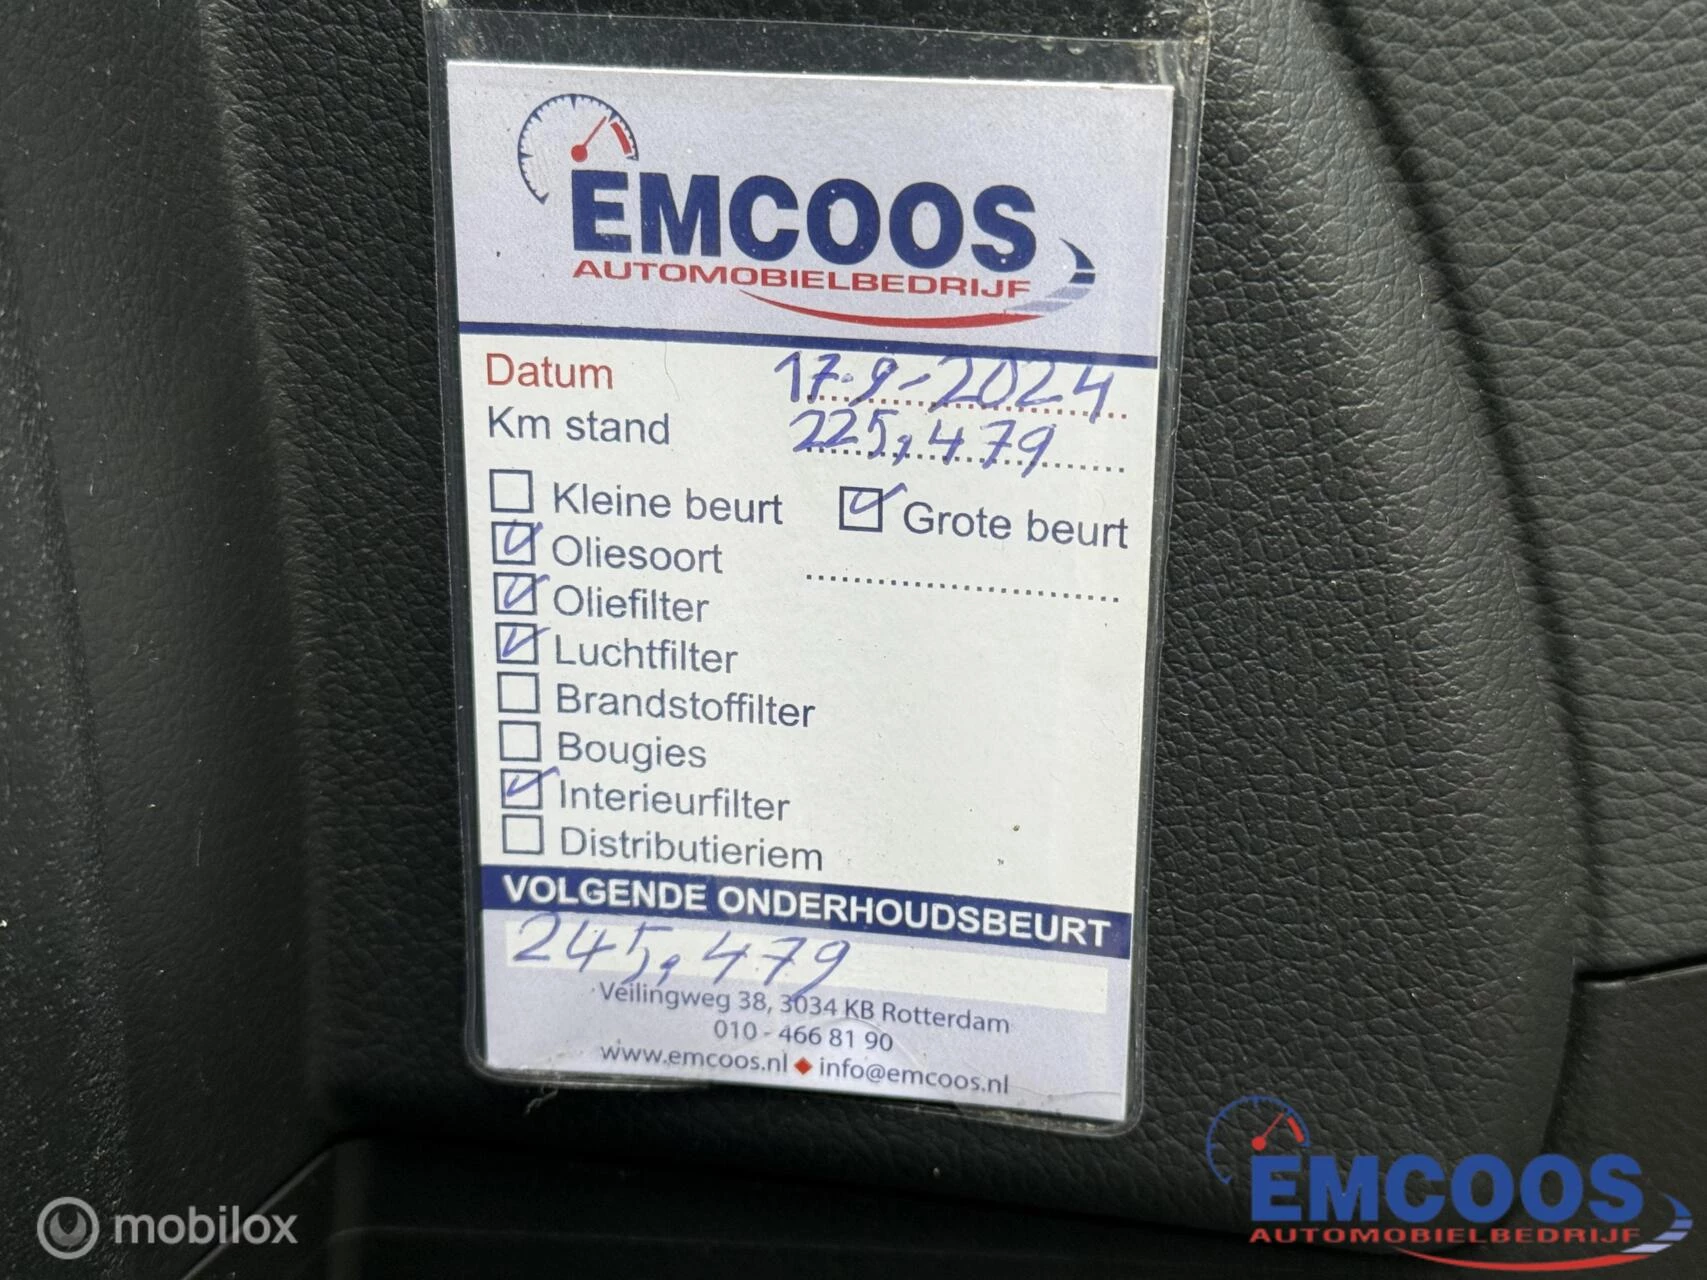 EMCOOS
AUTOMOBIELBEDRIJF
Datum 17-9-2024
Km stand 225,479
Kleine beurt Grote beurt
Oliesoort
Oliefilter
Luchtfilter
Brandstoffilter
Bougies
Interieurfilter
Distributieriem
VOLGENDE ONDERHOUDSBEURT
245,479
Veilingweg 38, 3034 KB Rotterdam
010 - 466 81 90
www.emcoos.nl ◆ info@emcoos.nl
mobilox
EMCOOS
AUTOMOBIELBEDRIJF